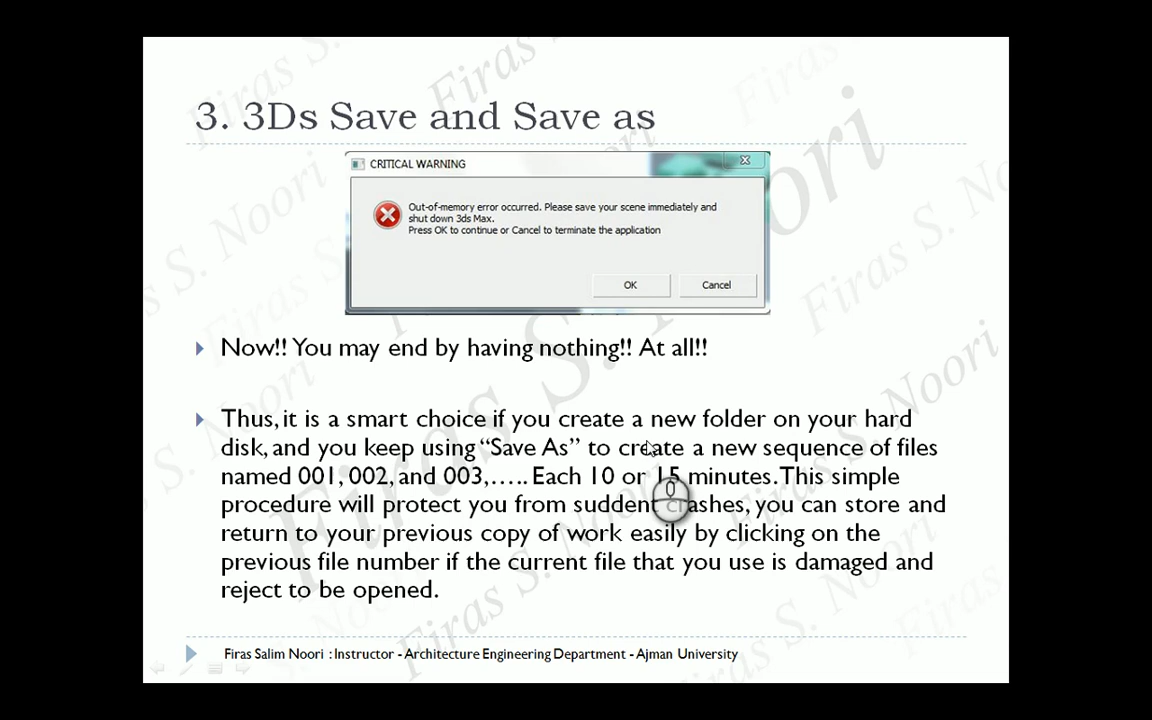 3. 3Ds Save and Save as
CRITICAL WARNING
Out-of-memory error occurred. Please save your scene immediately and
shut down 3ds Max.
Press OK to continue or Cancel to terminate the application
OK
Cancel
Now!! You may end by having nothing!! At all!!
Thus, it is a smart choice if you create a new folder on your hard
disk, and you keep using “Save As” to create a new sequence of files
named 001, 002, and 003,….. Each 10 or 15 minutes. This simple
procedure will protect you from sudden crashes, you can store and
return to your previous copy of work easily by clicking on the
previous file number if the current file that you use is damaged and
reject to be opened.
Firas Salim Noori : Instructor - Architecture Engineering Department - Ajman University
Firas S. Noori